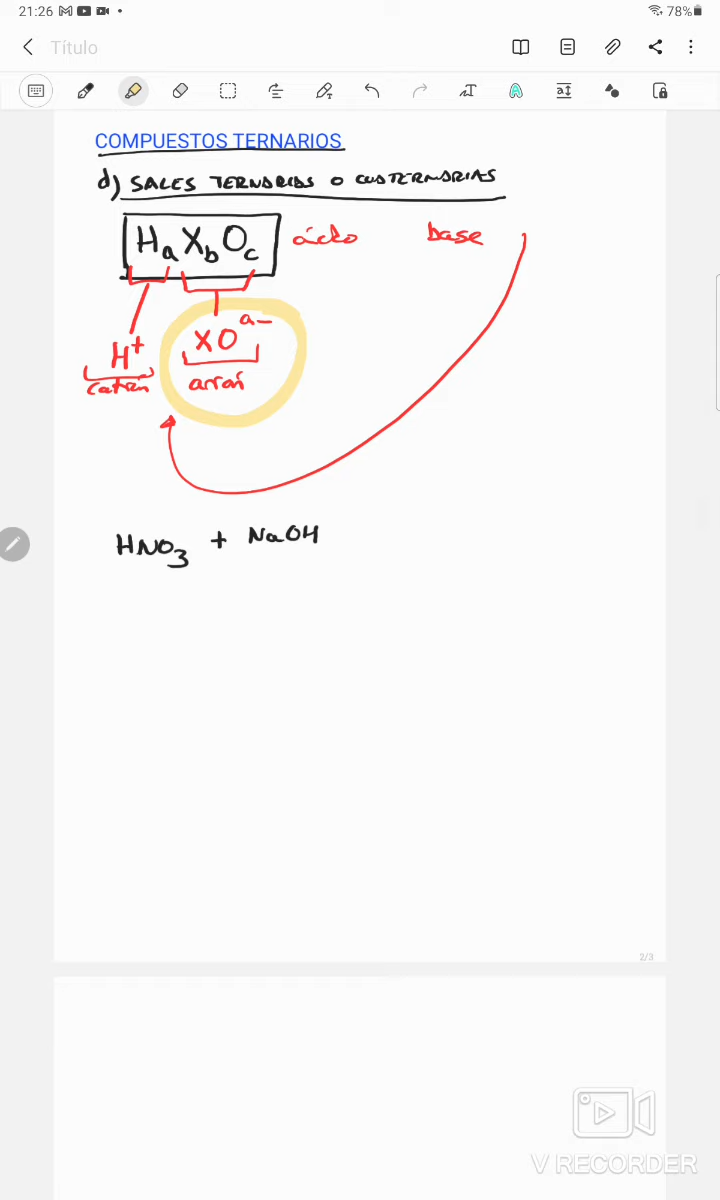 21:26 78%
Título
COMPUESTOS TERNARIOS
d) SALES TERNARIAS O CUATERNARIAS
HaXbOc ácido base
XO^a-
H+
catión anión
HNO3 + NaOH
2/3
V RECORDER